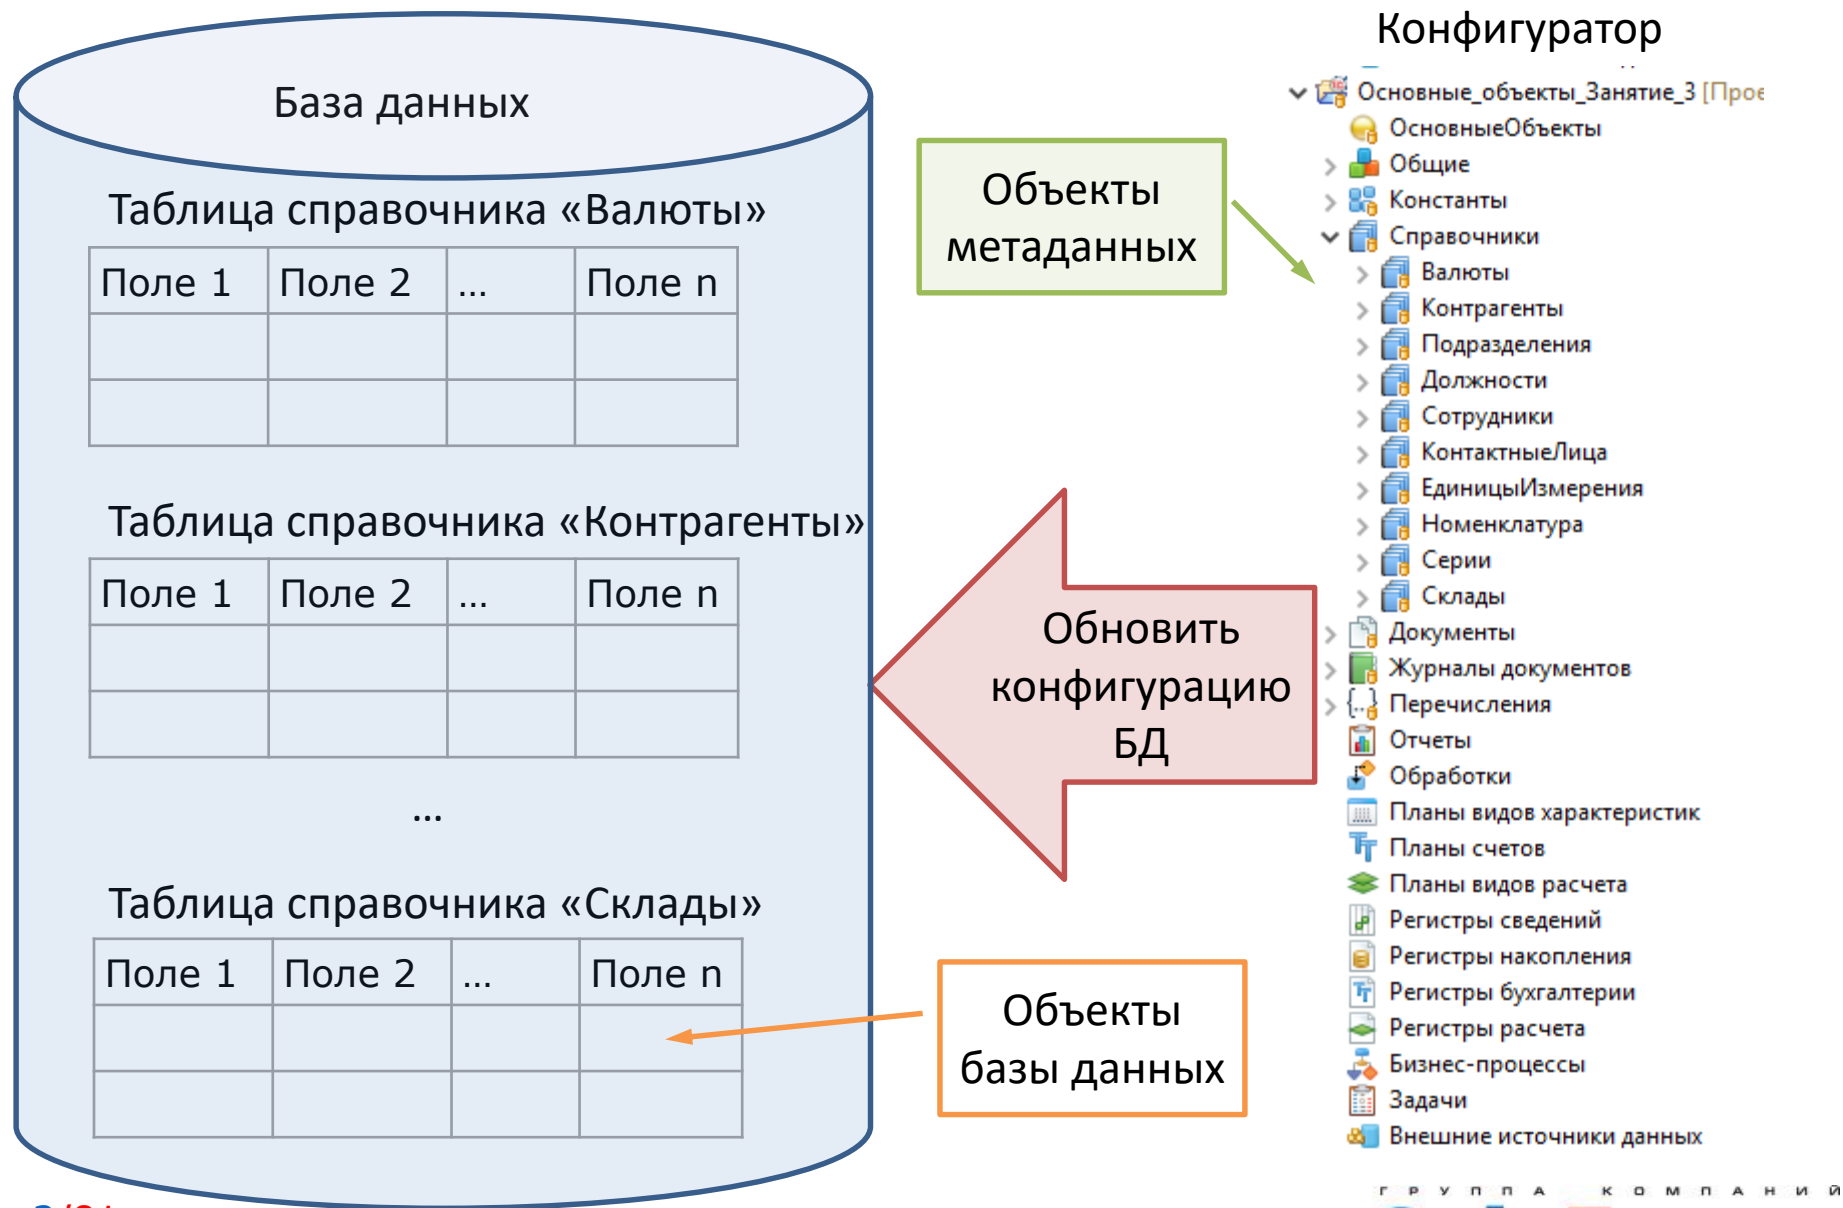 Конфигуратор
База данных
Таблица справочника «Валюты»
Поле 1 Поле 2 ... Поле n
Таблица справочника «Контрагенты»
Поле 1 Поле 2 ... Поле n
...
Таблица справочника «Склады»
Поле 1 Поле 2 ... Поле n
Объекты
метаданных
Обновить
конфигурацию
БД
Объекты
базы данных
Основные_объекты_Занятие_3 [Прое
ОсновныеОбъекты
Общие
Константы
Справочники
Валюты
Контрагенты
Подразделения
Должности
Сотрудники
КонтактныеЛица
ЕдиницыИзмерения
Номенклатура
Серии
Склады
Документы
Журналы документов
Перечисления
Отчеты
Обработки
Планы видов характеристик
Планы счетов
Планы видов расчета
Регистры сведений
Регистры накопления
Регистры бухгалтерии
Регистры расчета
Бизнес-процессы
Задачи
Внешние источники данных
ГРУППА КОМПАНИЙ